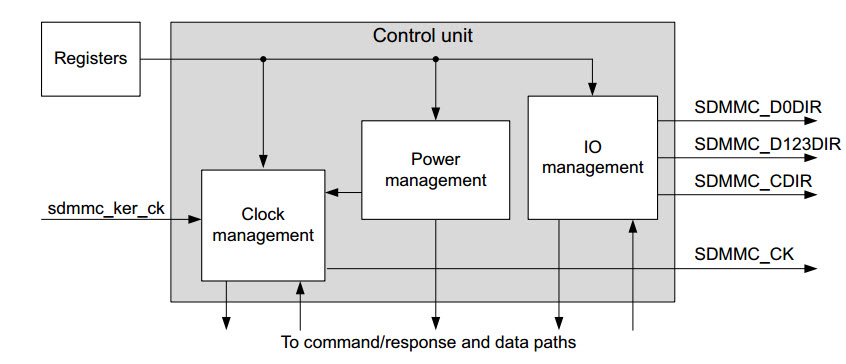 Control unit
Registers
SDMMC_D0DIR
IO
management
SDMMC_D123DIR
Power
management
SDMMC_CDIR
sdmmc_ker_ck
Clock
management
SDMMC_CK
To command/response and data paths